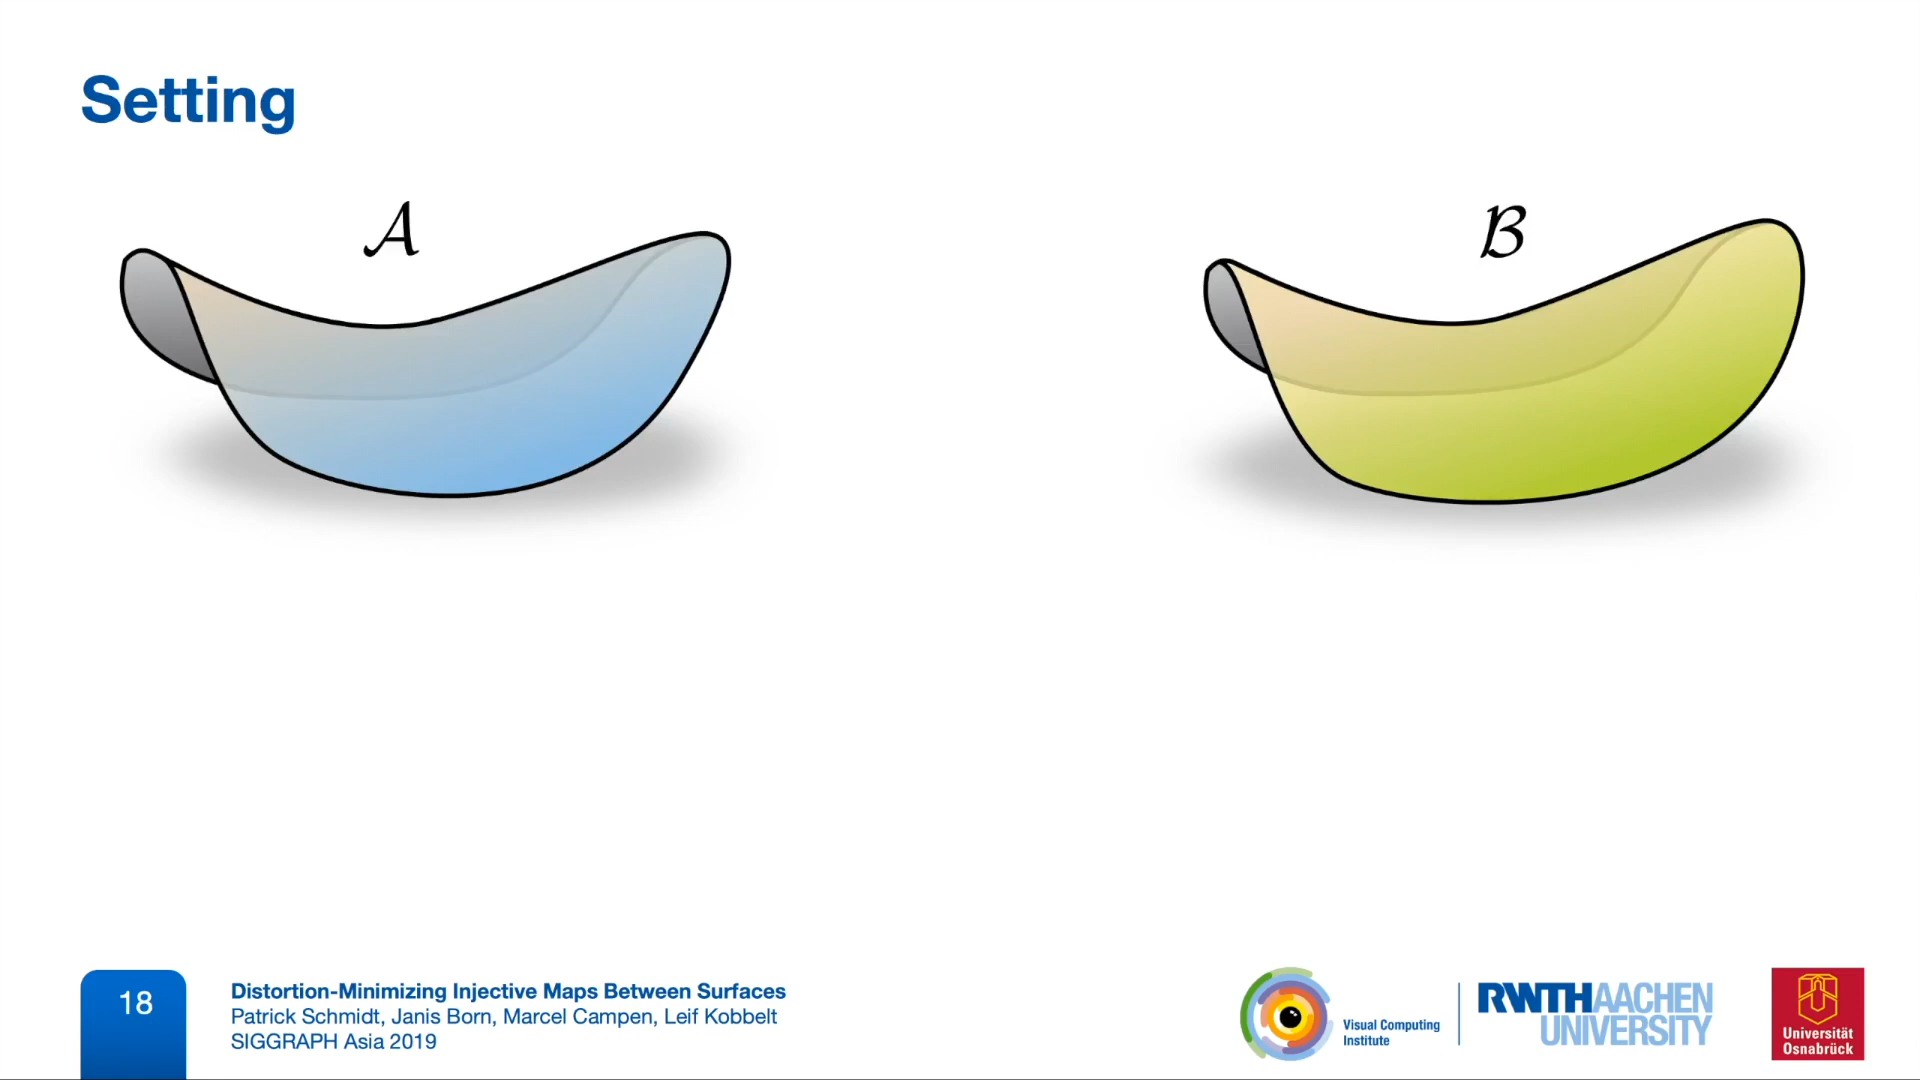 Setting
𝒜
ℬ
18
Distortion-Minimizing Injective Maps Between Surfaces
Patrick Schmidt, Janis Born, Marcel Campen, Leif Kobbelt
SIGGRAPH Asia 2019
Visual Computing
Institute
RWTHAACHEN
UNIVERSITY
Universität
Osnabrück